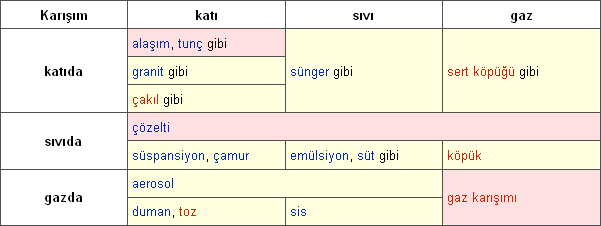 Karışım katı sıvı gaz
katıda
alaşım, tunç gibi
granit gibi
çakıl gibi
sünger gibi
sert köpüğü gibi
sıvıda
çözelti
süspansiyon, çamur
emülsiyon, süt gibi
köpük
gazda
aerosol
duman, toz
sis
gaz karışımı